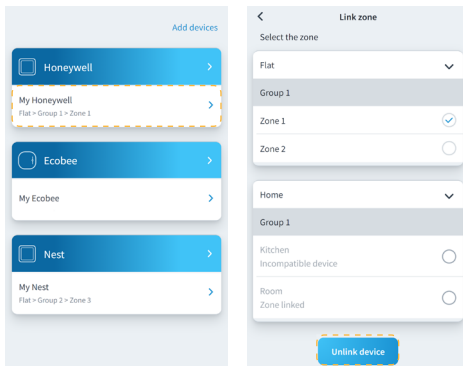 Add devices
Honeywell
My Honeywell
Flat > Group 1 > Zone 1
Ecobee
My Ecobee
Nest
My Nest
Flat > Group 2 > Zone 3
Link zone
Select the zone
Flat
Group 1
Zone 1
Zone 2
Home
Group 1
Kitchen
Incompatible device
Room
Zone linked
Unlink device